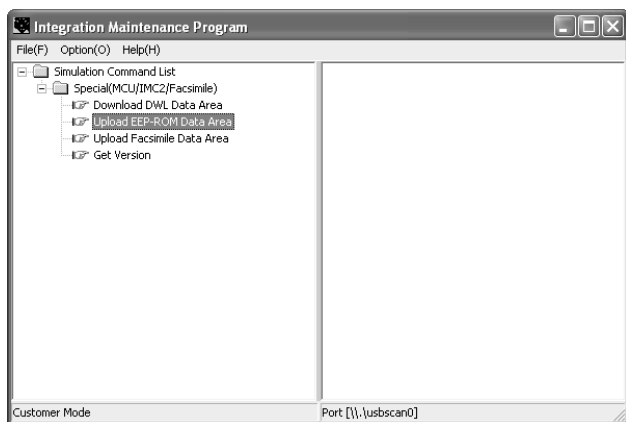 Integration Maintenance Program
File(F) Option(O) Help(H)
Simulation Command List
Special(MCU/IMC2/Facsimile)
Download DWL Data Area
Upload EEP-ROM Data Area
Upload Facsimile Data Area
Get Version
Customer Mode Port [\\.\usbscan0]